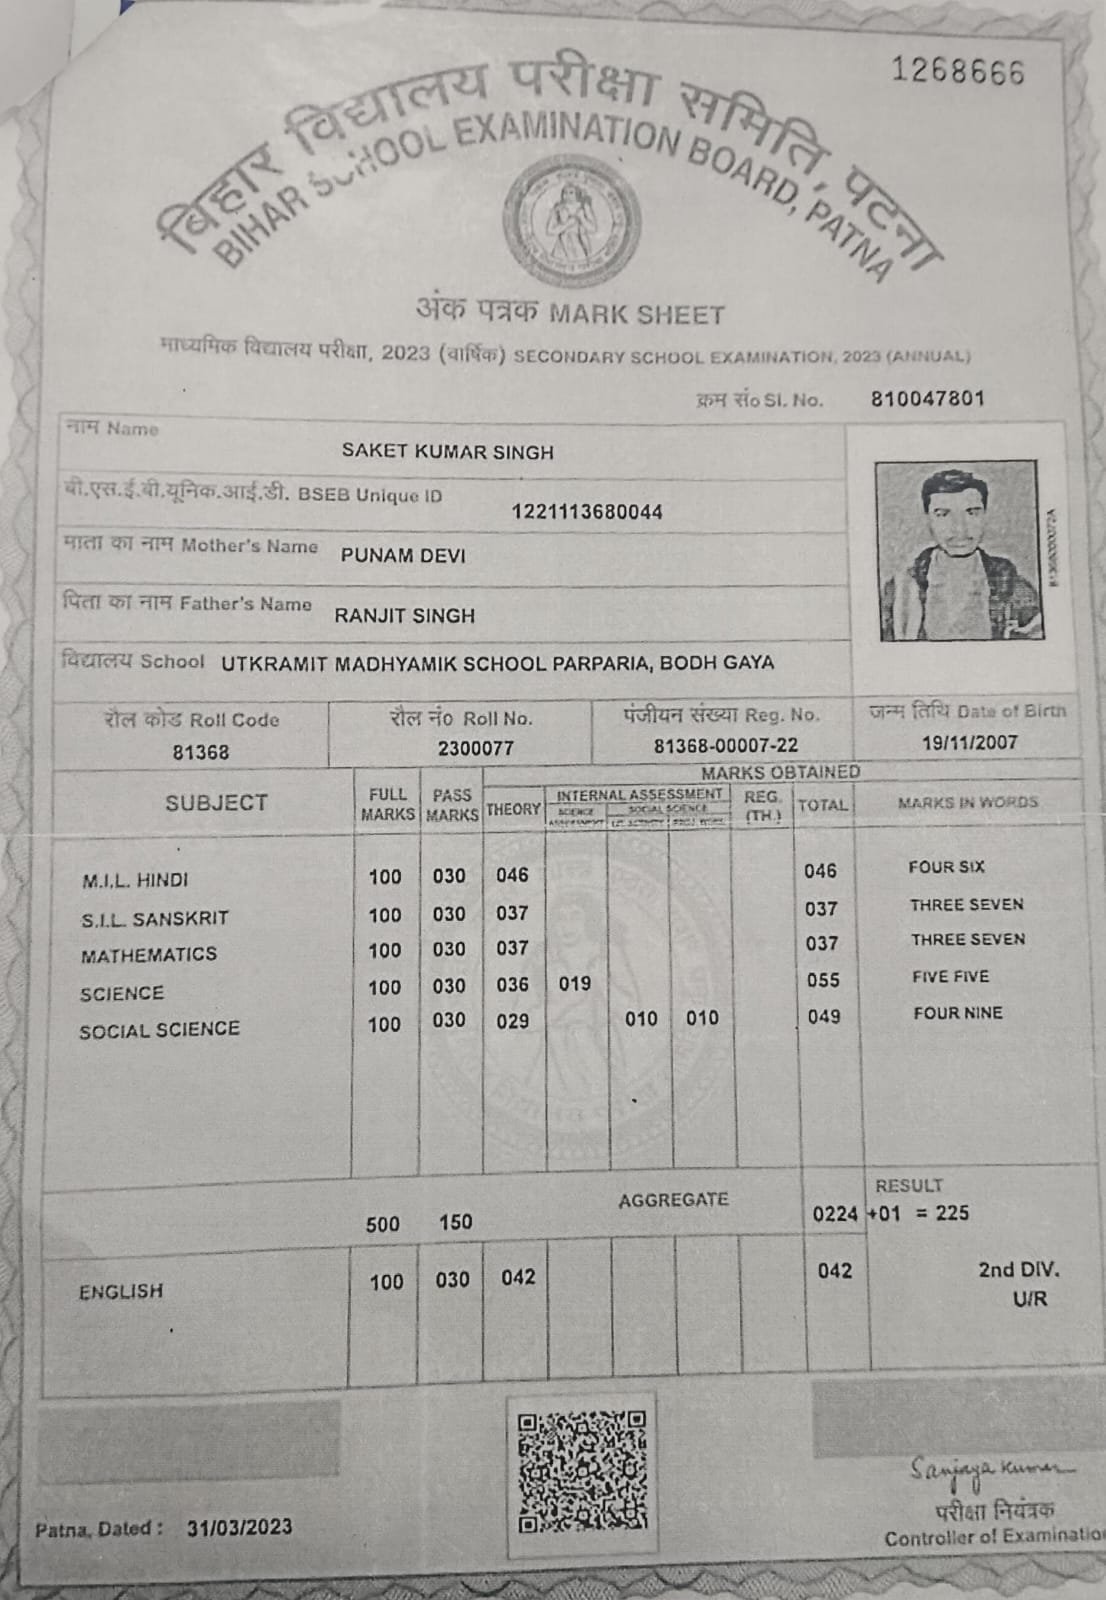 1268666
बिहार विद्यालय परीक्षा समिति, पटना
BIHAR SCHOOL EXAMINATION BOARD, PATNA
अंक पत्रक MARK SHEET
माध्यमिक विद्यालय परीक्षा, 2023 (वार्षिक) SECONDARY SCHOOL EXAMINATION, 2023 (ANNUAL)
क्रम सं० Sl. No. 810047801
नाम Name SAKET KUMAR SINGH
बी.एस.ई.बी.यूनिक.आई.डी. BSEB Unique ID 1221113680044
माता का नाम Mother's Name PUNAM DEVI
पिता का नाम Father's Name RANJIT SINGH
विद्यालय School UTKRAMIT MADHYAMIK SCHOOL PARPARIA, BODH GAYA
रौल कोड Roll Code रौल नं० Roll No. पंजीयन संख्या Reg. No. जन्म तिथि Date of Birth
81368 2300077 81368-00007-22 19/11/2007
MARKS OBTAINED
SUBJECT FULL MARKS PASS MARKS THEORY INTERNAL ASSESSMENT REG. (TH.) TOTAL MARKS IN WORDS
SCIENCE SOCIAL SCIENCE
M.I.L. HINDI 100 030 046 046 FOUR SIX
S.I.L. SANSKRIT 100 030 037 037 THREE SEVEN
MATHEMATICS 100 030 037 037 THREE SEVEN
SCIENCE 100 030 036 019 055 FIVE FIVE
SOCIAL SCIENCE 100 030 029 010 010 049 FOUR NINE
AGGREGATE RESULT
500 150 0224 +01 = 225
ENGLISH 100 030 042 042 2nd DIV.
U/R
Sanjaya Kumar
परीक्षा नियंत्रक
Patna, Dated : 31/03/2023 Controller of Examinatio